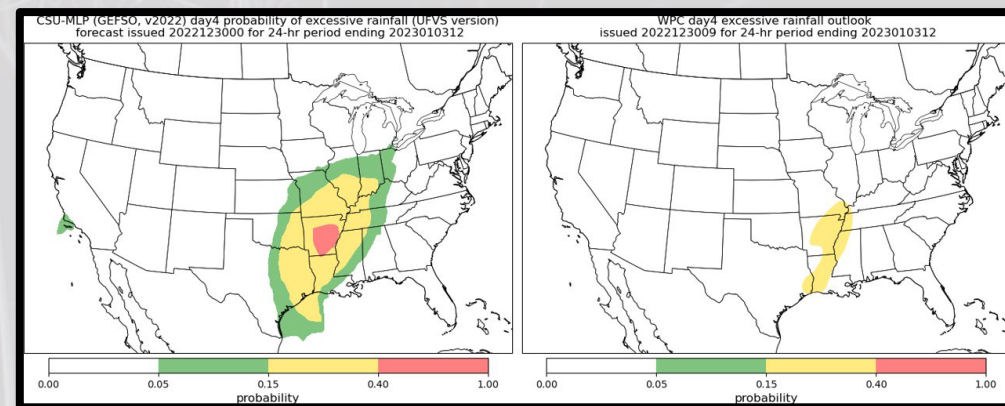 CSU-MLP (GEFSO, v2022) day4 probability of excessive rainfall (UFVS version)
forecast issued 2022123000 for 24-hr period ending 2023010312
0.00 0.05 0.15 0.40 1.00
probability
WPC day4 excessive rainfall outlook
issued 2022123009 for 24-hr period ending 2023010312
0.00 0.05 0.15 0.40 1.00
probability